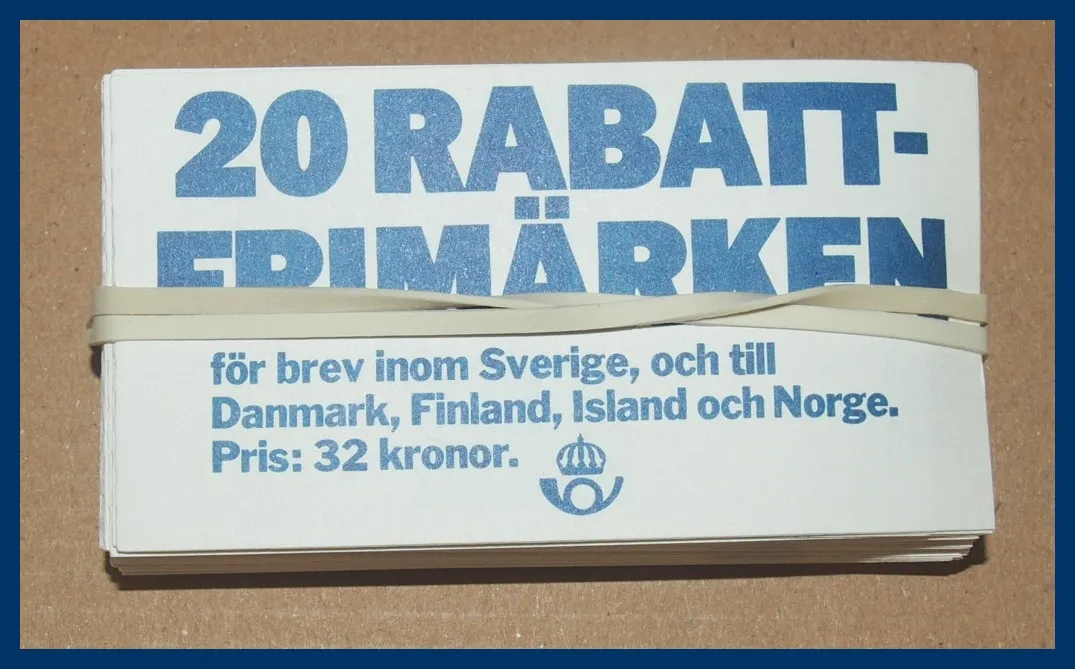 20 RABATT-
FRIMÄRKEN
för brev inom Sverige, och till
Danmark, Finland, Island och Norge.
Pris: 32 kronor.